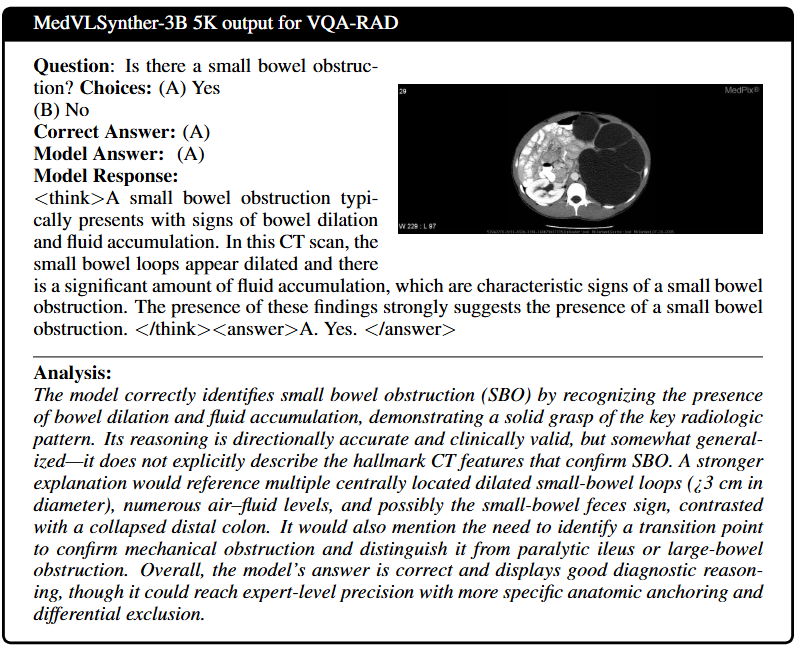 MedVLSynther-3B 5K output for VQA-RAD
Question: Is there a small bowel obstruc-
tion? Choices: (A) Yes
(B) No
Correct Answer: (A)
Model Answer: (A)
Model Response:
<think>A small bowel obstruction typi-
cally presents with signs of bowel dilation
and fluid accumulation. In this CT scan, the
small bowel loops appear dilated and there
29
MedPix®
W 229 : L 97
is a significant amount of fluid accumulation, which are characteristic signs of a small bowel
obstruction. The presence of these findings strongly suggests the presence of a small bowel
obstruction. </think><answer>A. Yes. </answer>
Analysis:
The model correctly identifies small bowel obstruction (SBO) by recognizing the presence
of bowel dilation and fluid accumulation, demonstrating a solid grasp of the key radiologic
pattern. Its reasoning is directionally accurate and clinically valid, but somewhat general-
ized—it does not explicitly describe the hallmark CT features that confirm SBO. A stronger
explanation would reference multiple centrally located dilated small-bowel loops (¿3 cm in
diameter), numerous air–fluid levels, and possibly the small-bowel feces sign, contrasted
with a collapsed distal colon. It would also mention the need to identify a transition point
to confirm mechanical obstruction and distinguish it from paralytic ileus or large-bowel
obstruction. Overall, the model's answer is correct and displays good diagnostic reason-
ing, though it could reach expert-level precision with more specific anatomic anchoring and
differential exclusion.